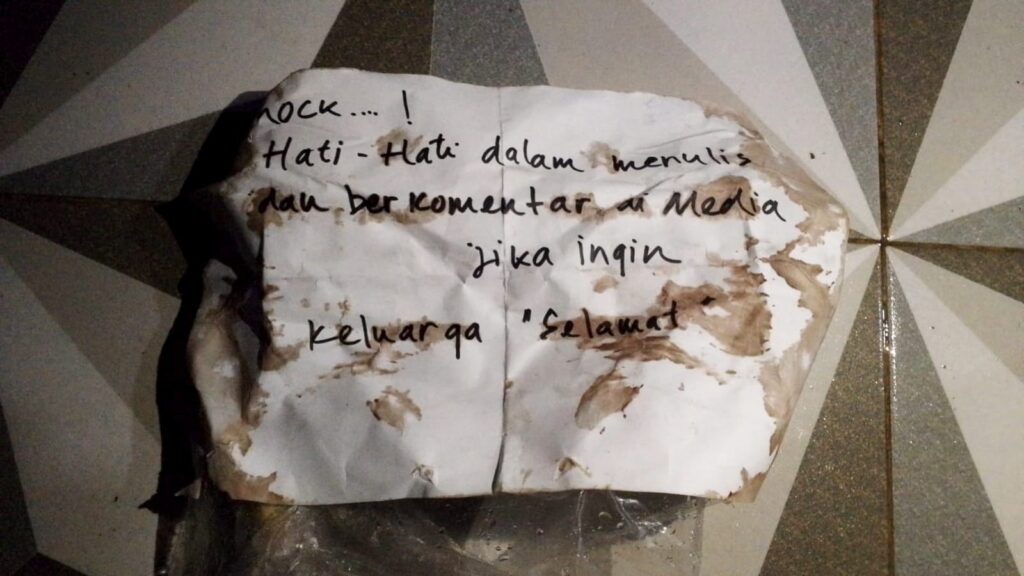 nock.... !
Hati - Hati dalam menulis
dan berkomentar di Media
jika ingin
keluarga "Selamat"